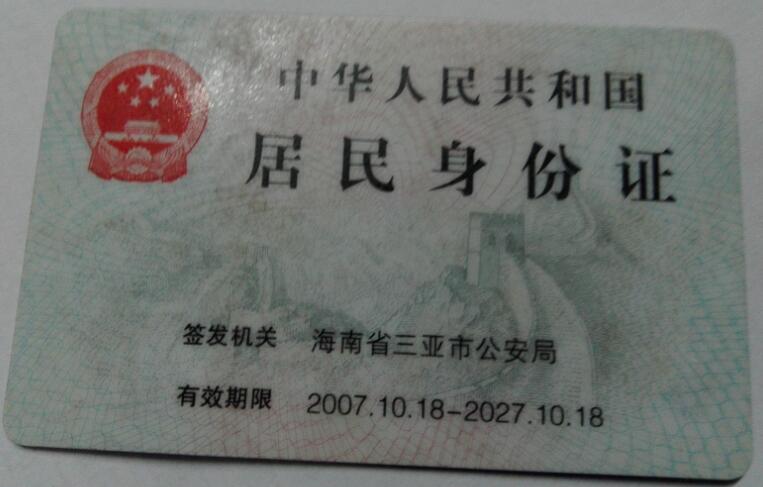 中华人民共和国
居民身份证
签发机关 海南省三亚市公安局
有效期限 2007.10.18-2027.10.18